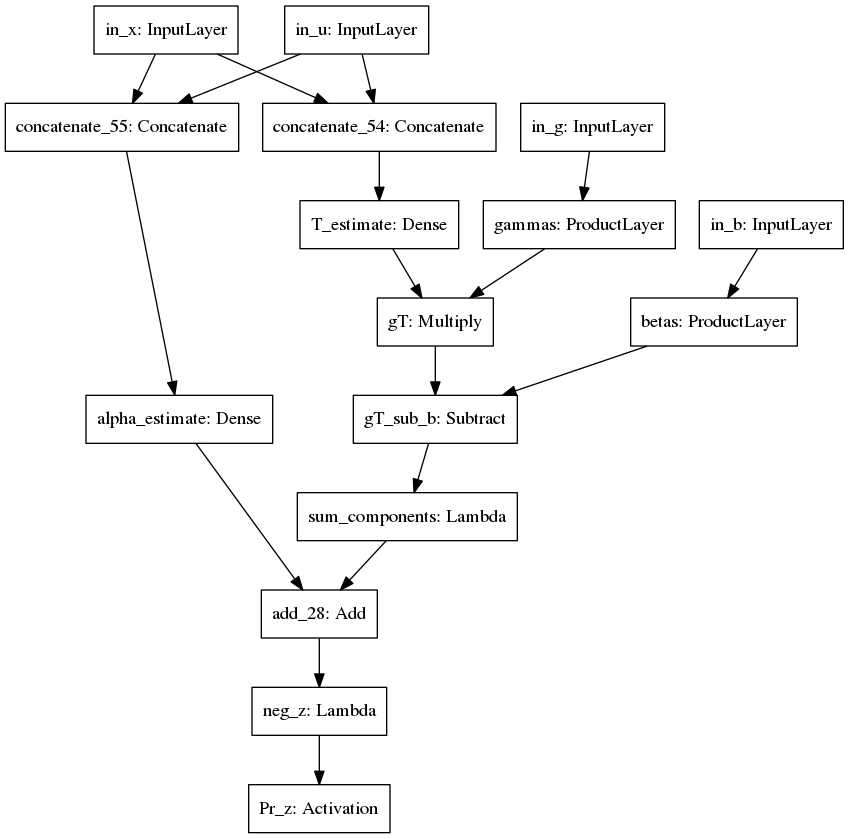 in_x: InputLayer
in_u: InputLayer
concatenate_55: Concatenate
concatenate_54: Concatenate
in_g: InputLayer
T_estimate: Dense
gammas: ProductLayer
in_b: InputLayer
gT: Multiply
betas: ProductLayer
alpha_estimate: Dense
gT_sub_b: Subtract
sum_components: Lambda
add_28: Add
neg_z: Lambda
Pr_z: Activation